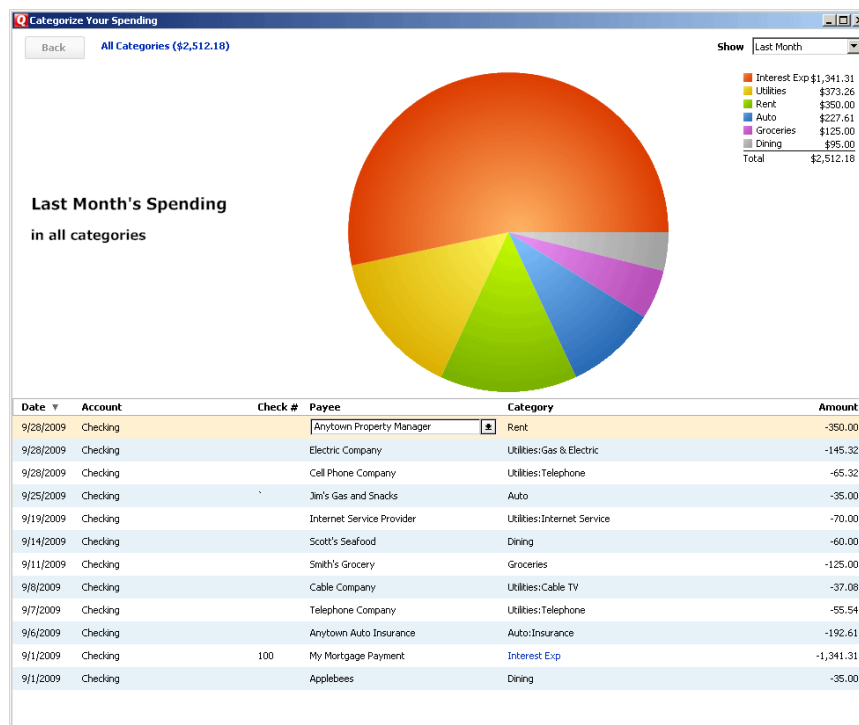 Q Categorize Your Spending
Back All Categories ($2,512.18) Show Last Month
Interest Exp $1,341.31
Utilities $373.26
Rent $350.00
Auto $227.61
Groceries $125.00
Dining $95.00
Total $2,512.18
Last Month's Spending
in all categories
Date Account Check # Payee Category Amount
9/28/2009 Checking Anytown Property Manager Rent -350.00
9/28/2009 Checking Electric Company Utilities:Gas & Electric -145.32
9/28/2009 Checking Cell Phone Company Utilities:Telephone -65.32
9/25/2009 Checking ` Jim's Gas and Snacks Auto -35.00
9/19/2009 Checking Internet Service Provider Utilities:Internet Service -70.00
9/14/2009 Checking Scott's Seafood Dining -60.00
9/11/2009 Checking Smith's Grocery Groceries -125.00
9/8/2009 Checking Cable Company Utilities:Cable TV -37.08
9/7/2009 Checking Telephone Company Utilities:Telephone -55.54
9/6/2009 Checking Anytown Auto Insurance Auto:Insurance -192.61
9/1/2009 Checking 100 My Mortgage Payment Interest Exp -1,341.31
9/1/2009 Checking Applebees Dining -35.00